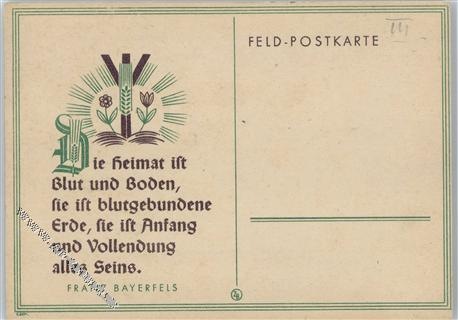 FELD-POSTKARTE
Die Heimat ist
Blut und Boden,
sie ist blutgebundene
Erde, sie ist Anfang
und Vollendung
alles Seins.
FRANZ BAYERFELS